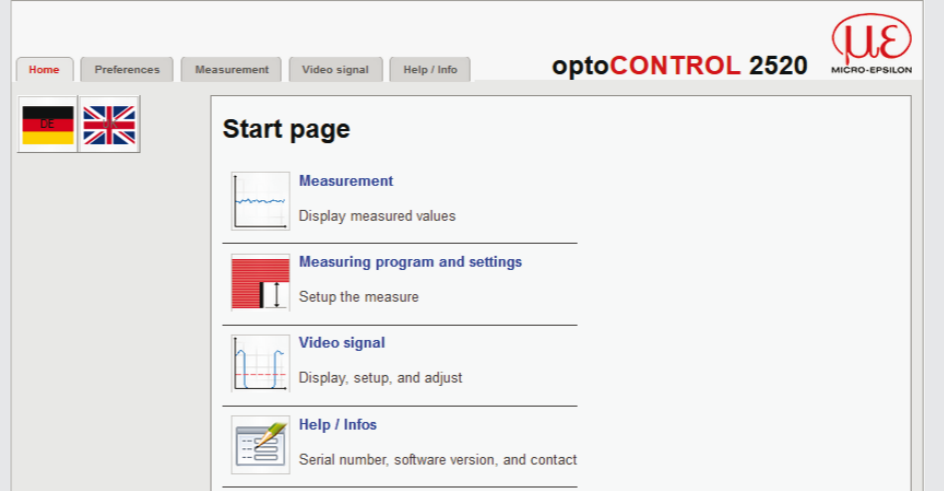 Home Preferences Measurement Video signal Help / Info optoCONTROL 2520 με MICRO-EPSILON
DE UK
Start page
Measurement
Display measured values
Measuring program and settings
Setup the measure
Video signal
Display, setup, and adjust
Help / Infos
Serial number, software version, and contact